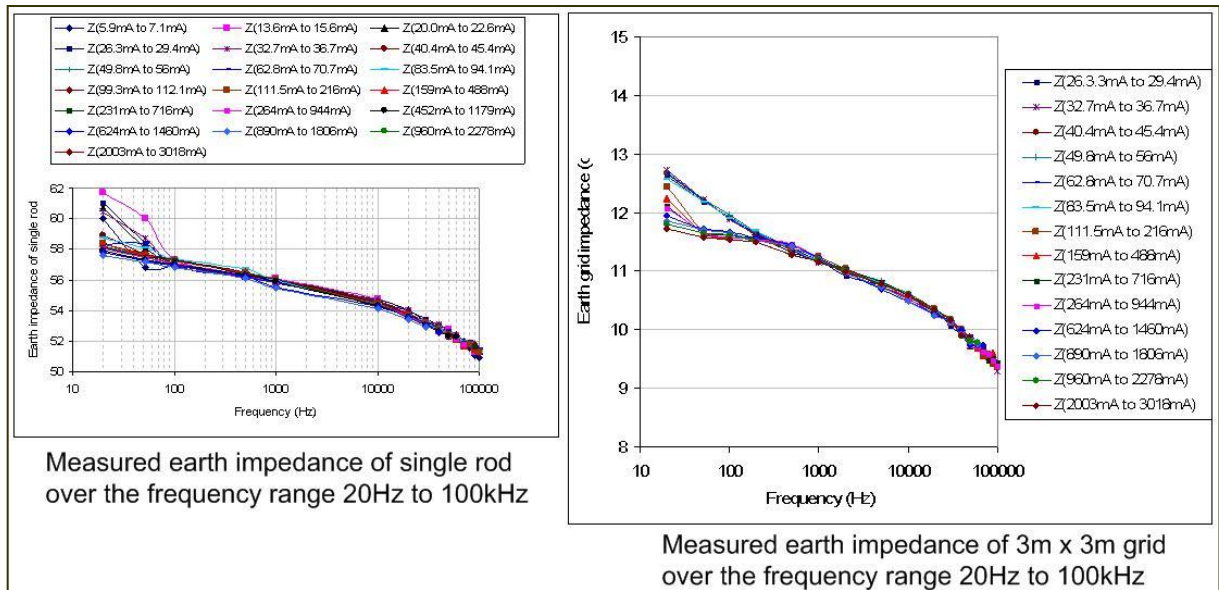 Z(5.9mA to 7.1mA) Z(13.6mA to 15.6mA) Z(20.0mA to 22.6mA)
Z(26.3mA to 29.4mA) Z(32.7mA to 36.7mA) Z(40.4mA to 45.4mA)
Z(49.8mA to 56mA) Z(62.8mA to 70.7mA) Z(83.5mA to 94.1mA)
Z(99.3mA to 112.1mA) Z(111.5mA to 216mA) Z(159mA to 488mA)
Z(231mA to 716mA) Z(264mA to 944mA) Z(452mA to 1179mA)
Z(624mA to 1460mA) Z(890mA to 1806mA) Z(960mA to 2278mA)
Z(2003mA to 3018mA)
Earth impedance of single rod
62
60
58
56
54
52
50
10 100 1000 10000 100000
Frequency (Hz)
Measured earth impedance of single rod
over the frequency range 20Hz to 100kHz
Earth grid impedance (
15
14
13
12
11
10
9
8
10 100 1000 10000 100000
Frequency (Hz)
Z(26.3.3mA to 29.4mA)
Z(32.7mA to 36.7mA)
Z(40.4mA to 45.4mA)
Z(49.8mA to 56mA)
Z(62.8mA to 70.7mA)
Z(83.5mA to 94.1mA)
Z(111.5mA to 216mA)
Z(159mA to 488mA)
Z(231mA to 716mA)
Z(264mA to 944mA)
Z(624mA to 1460mA)
Z(890mA to 1806mA)
Z(960mA to 2278mA)
Z(2003mA to 3018mA)
Measured earth impedance of 3m x 3m grid
over the frequency range 20Hz to 100kHz